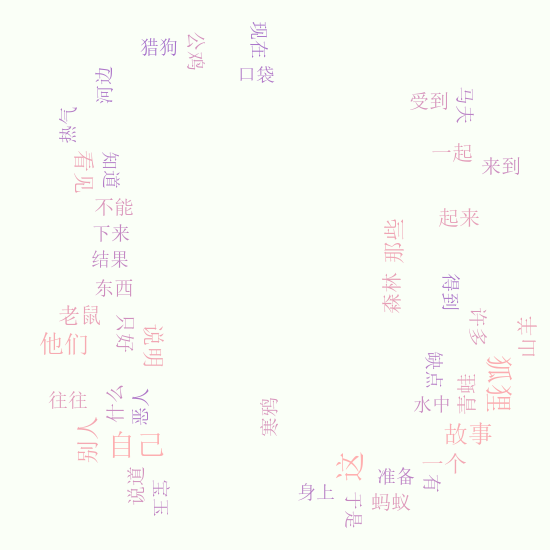 现在
猎狗
公鸡
口袋
河边
热气
受到
马夫
看见
知道
一起
来到
不能
下来
起来
那些
结果
东西
森林
得到
老鼠
只好
说明
他们
许多
山羊
缺点
青蛙
狐狸
往往
什么
恶人
水中
寒鸦
别人
自己
故事
这
一个
说道
宝玉
身上
于是
准备
有
蚂蚁